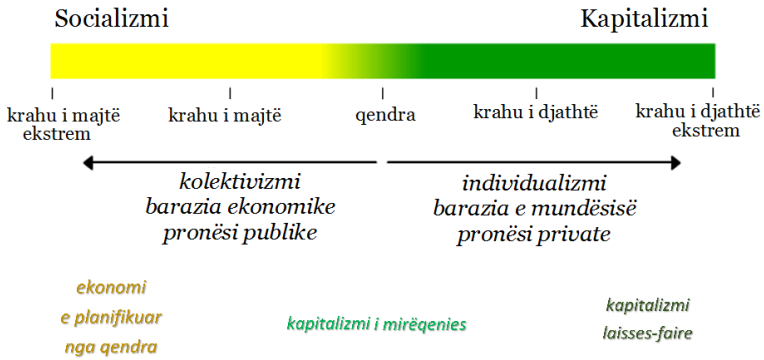 Socializmi
Kapitalizmi
krahu i majtë
ekstrem
krahu i majtë
qendra
krahu i djathtë
krahu i djathtë
ekstrem
kolektivizmi
barazia ekonomike
pronësi publike
individualizmi
barazia e mundësisë
pronësi private
ekonomi
e planifikuar
nga qendra
kapitalizmi i mirëqenies
kapitalizmi
laisses-faire